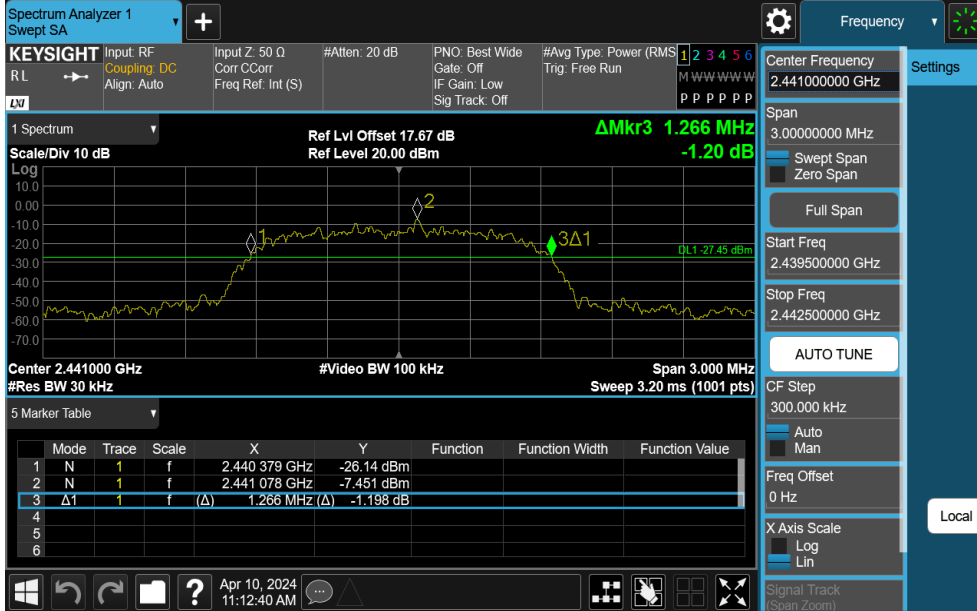 Spectrum Analyzer 1
Swept SA
+
Frequency
KEYSIGHT
R L
LXI
Input: RF
Coupling: DC
Align: Auto
Input Z: 50 Ω
Corr CCorr
Freq Ref: Int (S)
#Atten: 20 dB
PNO: Best Wide
Gate: Off
IF Gain: Low
Sig Track: Off
#Avg Type: Power (RMS
Trig: Free Run
1 2 3 4 5 6
M W W W W W
P P P P P P
1 Spectrum
Scale/Div 10 dB
Ref Lvl Offset 17.67 dB
Ref Level 20.00 dBm
ΔMkr3 1.266 MHz
-1.20 dB
Log
10.0
0.00
-10.0
-20.0
-30.0
-40.0
-50.0
-60.0
-70.0
1
2
3Δ1
DL1 -27.45 dBm
Center 2.441000 GHz
#Res BW 30 kHz
#Video BW 100 kHz
Span 3.000 MHz
Sweep 3.20 ms (1001 pts)
5 Marker Table
Mode Trace Scale X Y Function Function Width Function Value
1 N 1 f 2.440 379 GHz -26.14 dBm
2 N 1 f 2.441 078 GHz -7.451 dBm
3 Δ1 1 f (Δ) 1.266 MHz (Δ) -1.198 dB
4
5
6
?
Apr 10, 2024
11:12:40 AM
Center Frequency
2.441000000 GHz
Span
3.00000000 MHz
Swept Span
Zero Span
Full Span
Start Freq
2.439500000 GHz
Stop Freq
2.442500000 GHz
AUTO TUNE
CF Step
300.000 kHz
Auto
Man
Freq Offset
0 Hz
X Axis Scale
Log
Lin
Signal Track
(Span Zoom)
Settings
Local